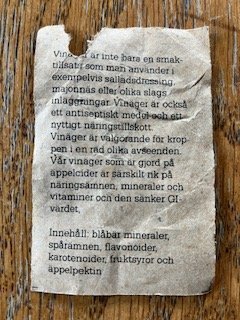 Vinäger är inte bara en smak-
tillsats som man använder i
exempelvis salladsdressing,
majonnäs eller olika slags
inläggningar. Vinäger är också
ett antiseptiskt medel och ett
nyttigt näringstillskott.
Vinäger är välgörande för krop-
pen i en rad olika avseenden.
Vår vinäger som är gjord på
äppelcider är särskilt rik på
näringsämnen, mineraler och
vitaminer och den sänker GI-
värdet.
Innehåll: blåbär mineraler,
spårämnen, flavonoider,
karotenoider, fruktsyror och
äppelpektin